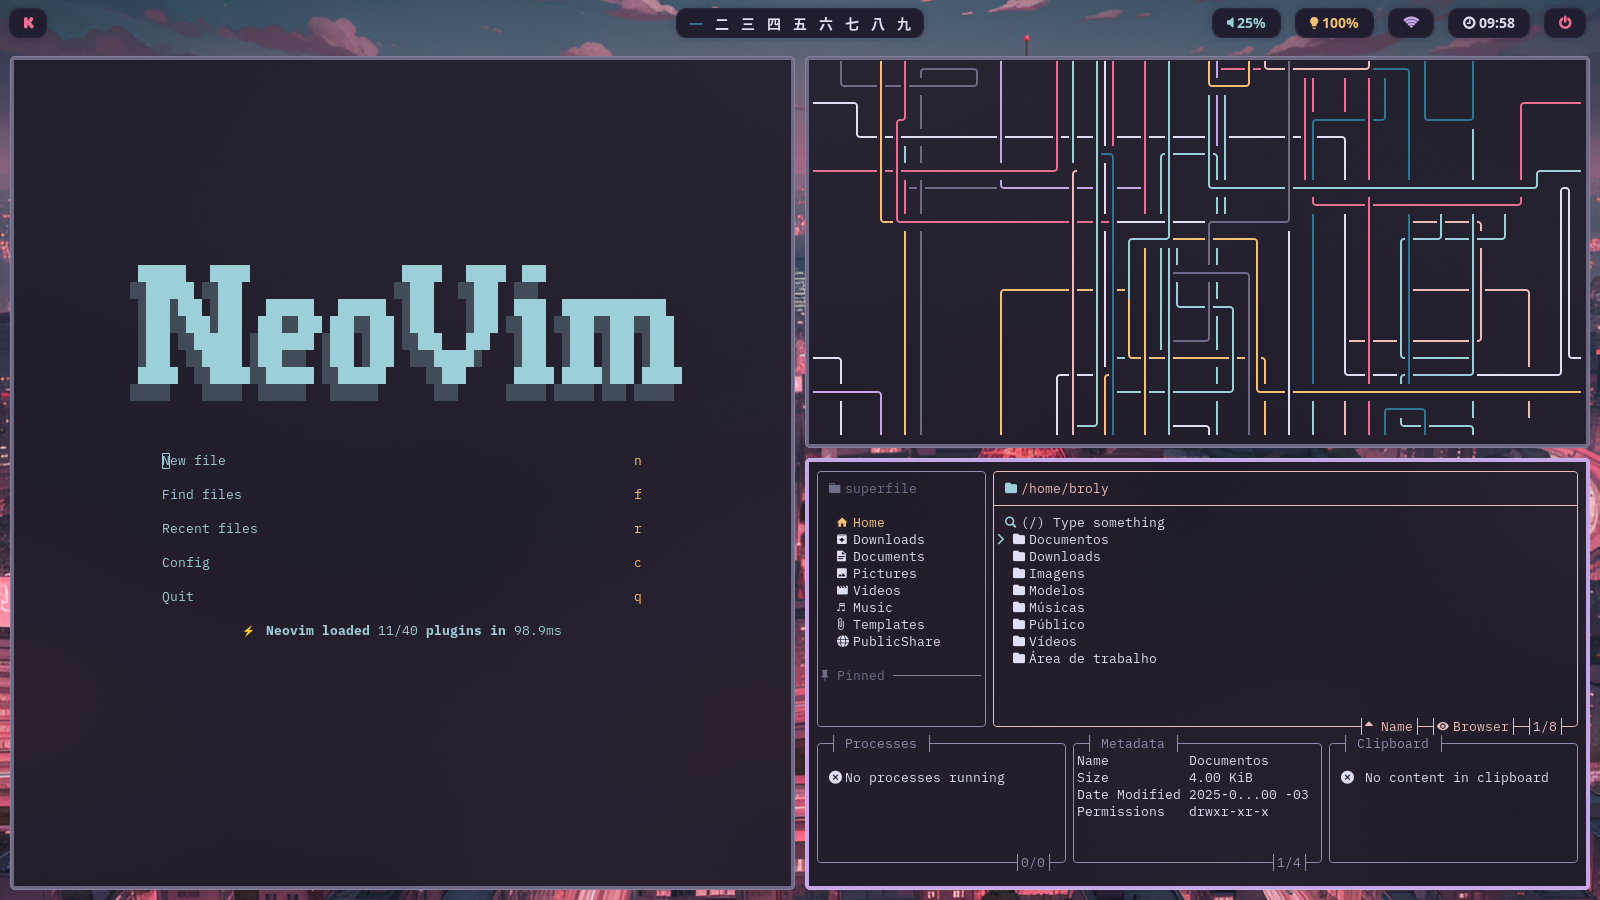 K
一 二 三 四 五 六 七 八 九
25%
100%
09:58
NeoVim
New file n
Find files f
Recent files r
Config c
Quit q
⚡ Neovim loaded 11/40 plugins in 98.9ms
superfile
Home
Downloads
Documents
Pictures
Videos
Music
Templates
PublicShare
Pinned
/home/broly
(/) Type something
Documentos
Downloads
Imagens
Modelos
Músicas
Público
Vídeos
Área de trabalho
Name Browser 1/8
Processes
No processes running
0/0
Metadata
Name Documentos
Size 4.00 KiB
Date Modified 2025-0...00 -03
Permissions drwxr-xr-x
1/4
Clipboard
No content in clipboard